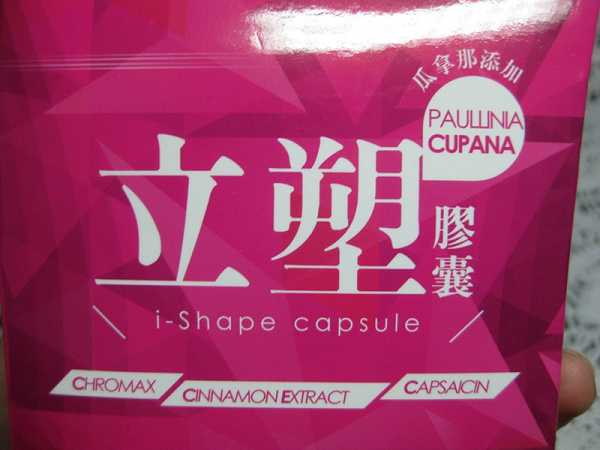 瓜拿那添加
PAULLINIA
CUPANA
立塑
膠囊
i-Shape capsule
CHROMAX
CINNAMON EXTRACT
CAPSAICIN